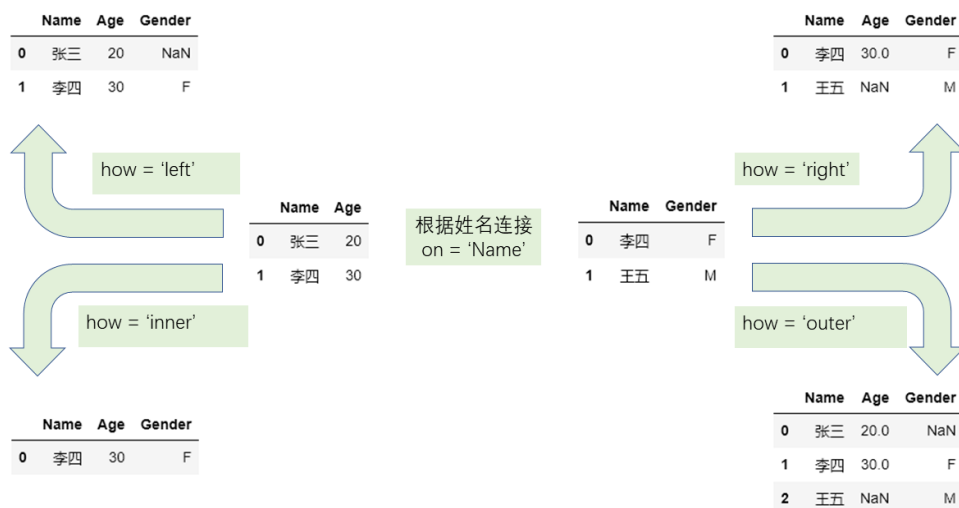 Name Age Gender
0 张三 20 NaN
1 李四 30 F
Name Age Gender
0 李四 30.0 F
1 王五 NaN M
how = ‘left’
how = ‘right’
Name Age
0 张三 20
1 李四 30
根据姓名连接
on = ‘Name’
Name Gender
0 李四 F
1 王五 M
how = ‘inner’
how = ‘outer’
Name Age Gender
0 李四 30 F
Name Age Gender
0 张三 20.0 NaN
1 李四 30.0 F
2 王五 NaN M